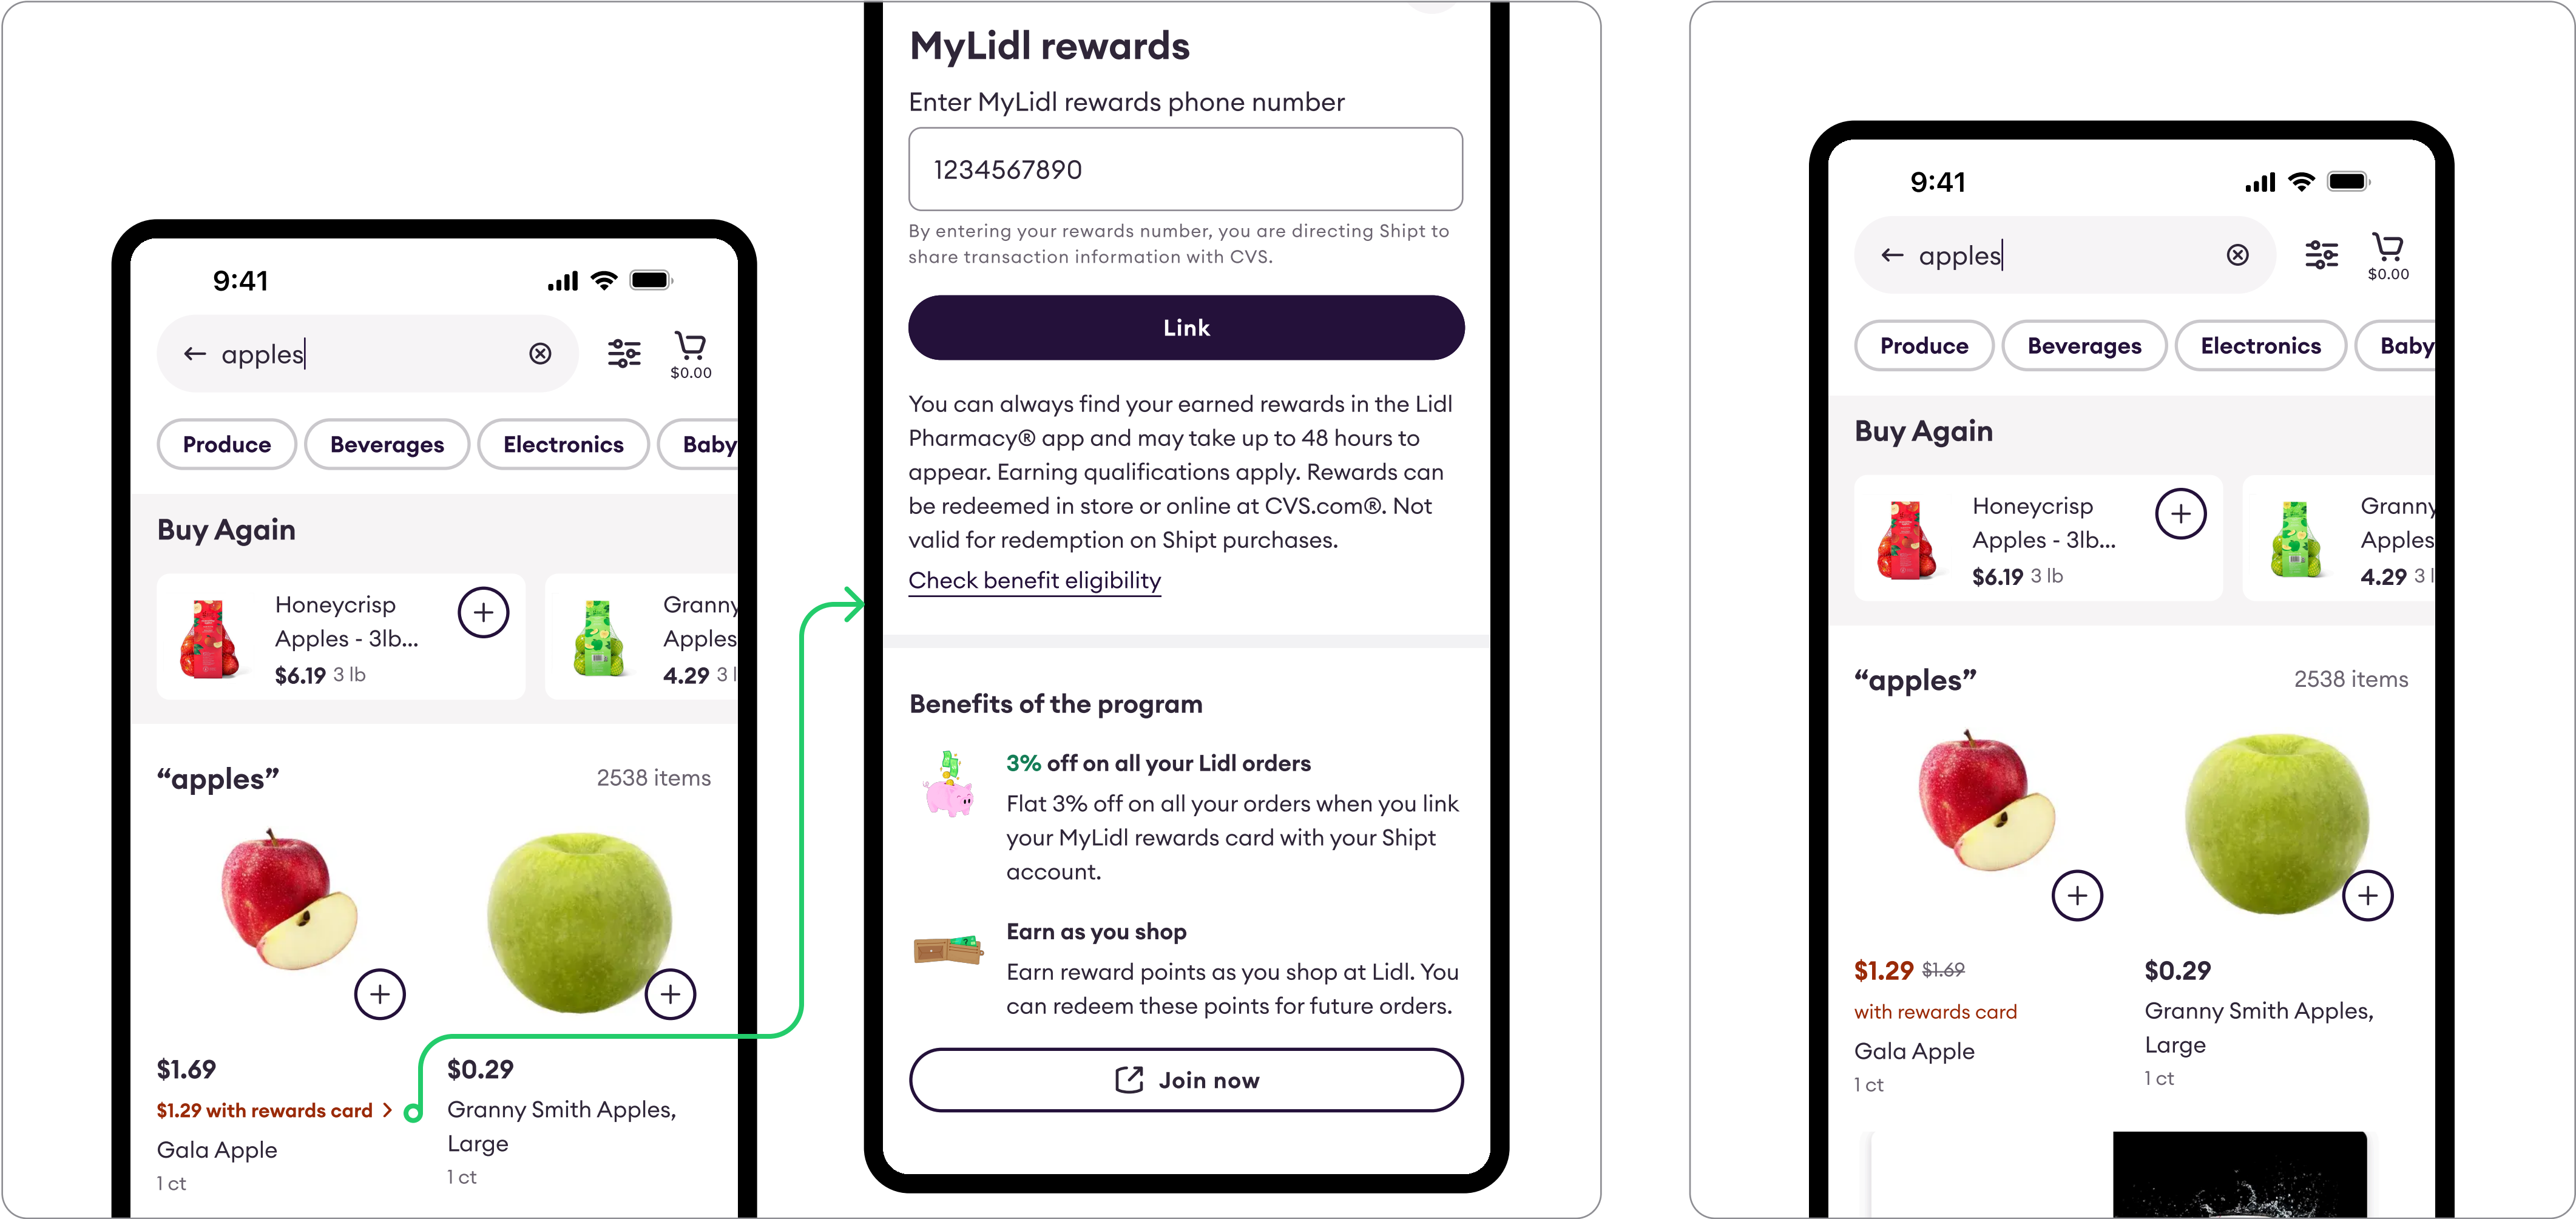 9:41
apples
$0.00
Produce
Beverages
Electronics
Baby
Buy Again
Honeycrisp
Apples - 3lb...
$6.19 3 lb
Granny
Apples
4.29 3 l
“apples”
2538 items
$1.69
$1.29 with rewards card
Gala Apple
1 ct
$0.29
Granny Smith Apples,
Large
1 ct
MyLidl rewards
Enter MyLidl rewards phone number
1234567890
By entering your rewards number, you are directing Shipt to
share transaction information with CVS.
Link
You can always find your earned rewards in the Lidl
Pharmacy® app and may take up to 48 hours to
appear. Earning qualifications apply. Rewards can
be redeemed in store or online at CVS.com®. Not
valid for redemption on Shipt purchases.
Check benefit eligibility
Benefits of the program
3% off on all your Lidl orders
Flat 3% off on all your orders when you link
your MyLidl rewards card with your Shipt
account.
Earn as you shop
Earn reward points as you shop at Lidl. You
can redeem these points for future orders.
Join now
9:41
apples
$0.00
Produce
Beverages
Electronics
Baby
Buy Again
Honeycrisp
Apples - 3lb...
$6.19 3 lb
Granny
Apples
4.29 3 l
“apples”
2538 items
$1.29 $1.69
with rewards card
Gala Apple
1 ct
$0.29
Granny Smith Apples,
Large
1 ct